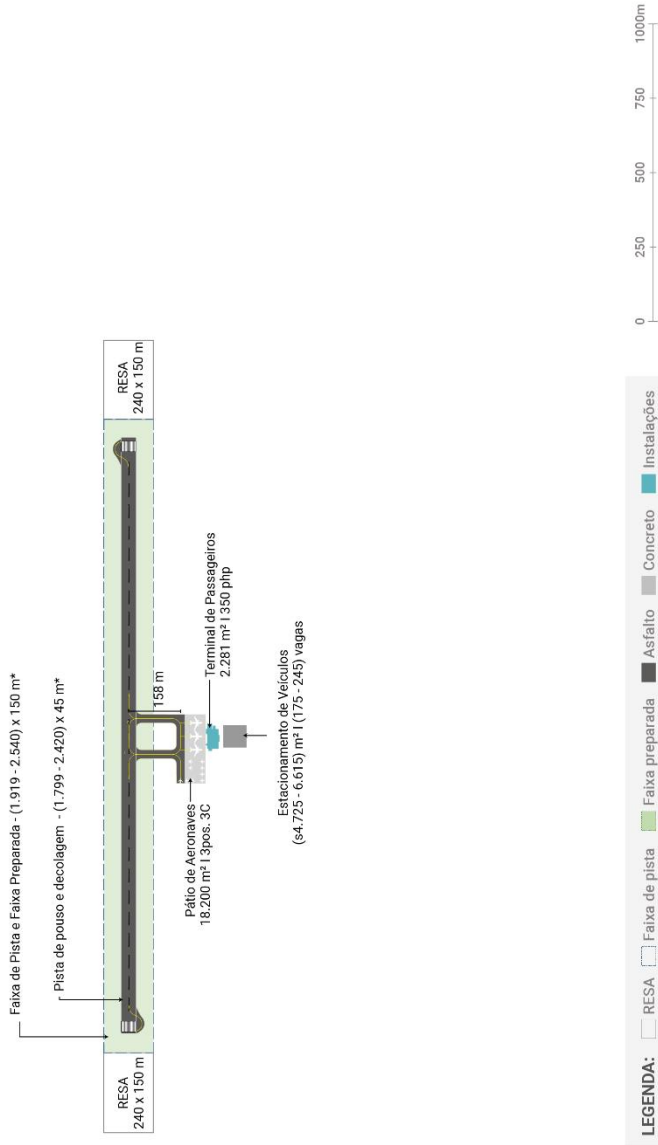 Faixa de Pista e Faixa Preparada - (1.919 - 2.540) x 150 m*
Pista de pouso e decolagem - (1.799 - 2.420) x 45 m*
RESA
240 x 150 m
RESA
240 x 150 m
158 m
Pátio de Aeronaves
18.200 m² I 3pos. 3C
Terminal de Passageiros
2.281 m² I 350 php
Estacionamento de Veículos
(s4.725 - 6.615) m² I (175 - 245) vagas
LEGENDA: RESA Faixa de pista Faixa preparada Asfalto Concreto Instalações
0 250 500 750 1000m